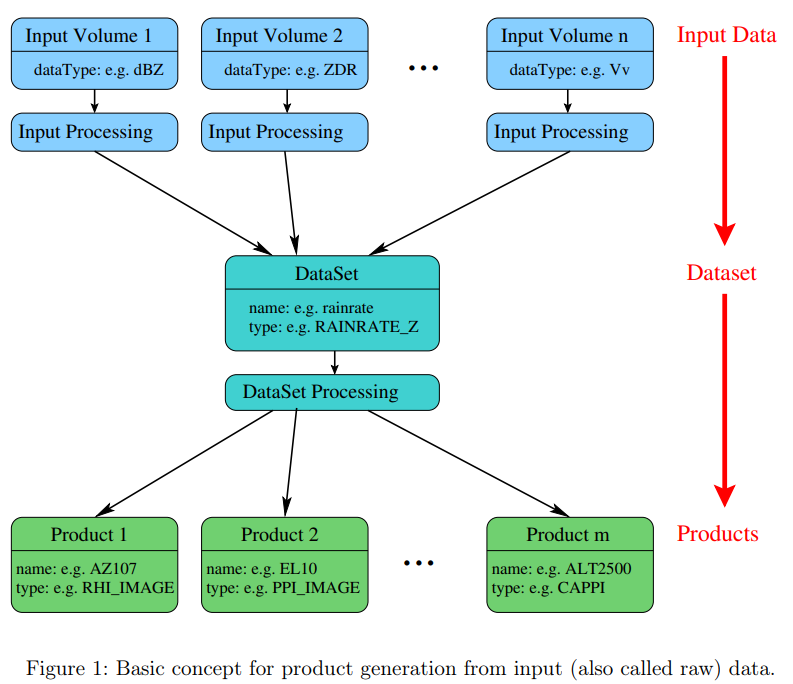 Input Volume 1
dataType: e.g. dBZ
Input Volume 2
dataType: e.g. ZDR
...
Input Volume n
dataType: e.g. Vv
Input Data
Input Processing
Input Processing
Input Processing
DataSet
name: e.g. rainrate
type: e.g. RAINRATE_Z
Dataset
DataSet Processing
Product 1
name: e.g. AZ107
type: e.g. RHI_IMAGE
Product 2
name: e.g. EL10
type: e.g. PPI_IMAGE
...
Product m
name: e.g. ALT2500
type: e.g. CAPPI
Products
Figure 1: Basic concept for product generation from input (also called raw) data.